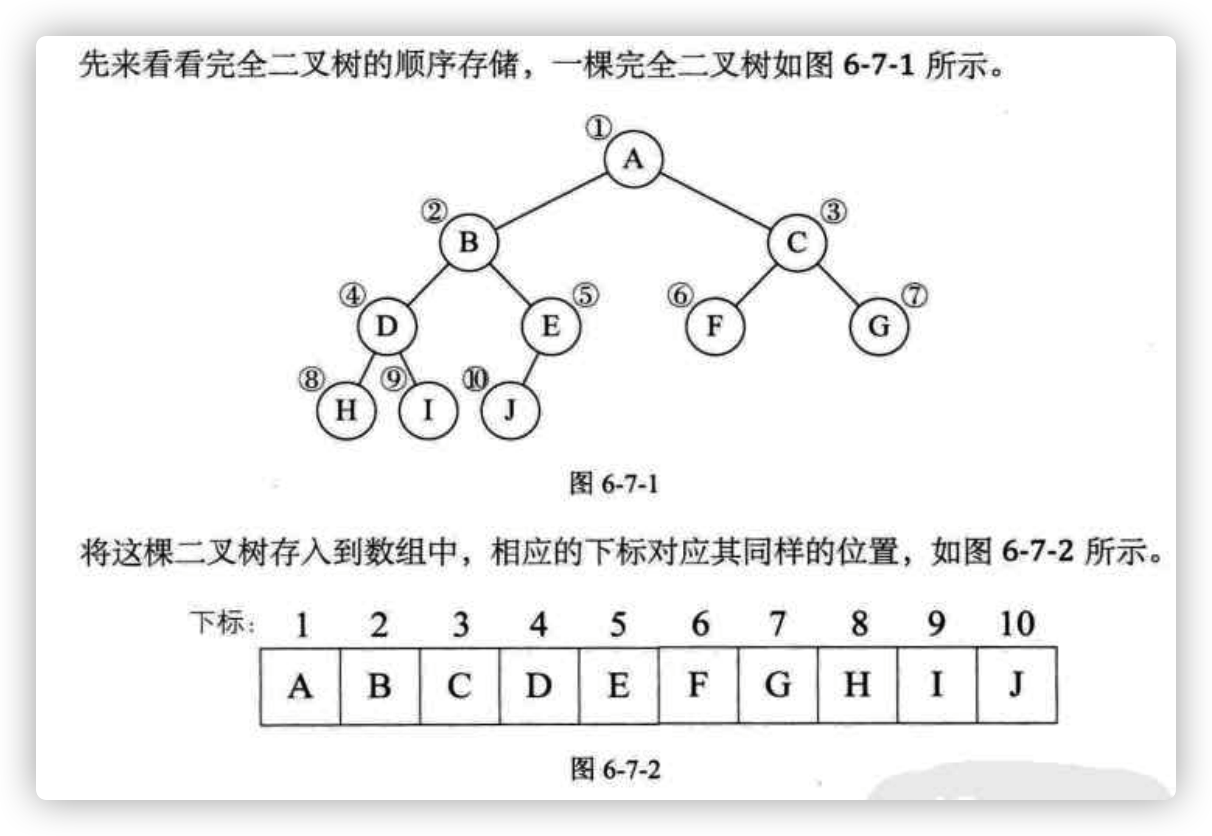 先来看看完全二叉树的顺序存储，一棵完全二叉树如图 6-7-1 所示。
①
A
② ③
B C
④ ⑤ ⑥ ⑦
D E F G
⑧ ⑨ ⑩
H I J
图 6-7-1
将这棵二叉树存入到数组中，相应的下标对应其同样的位置，如图 6-7-2 所示。
下标： 1 2 3 4 5 6 7 8 9 10
A B C D E F G H I J
图 6-7-2